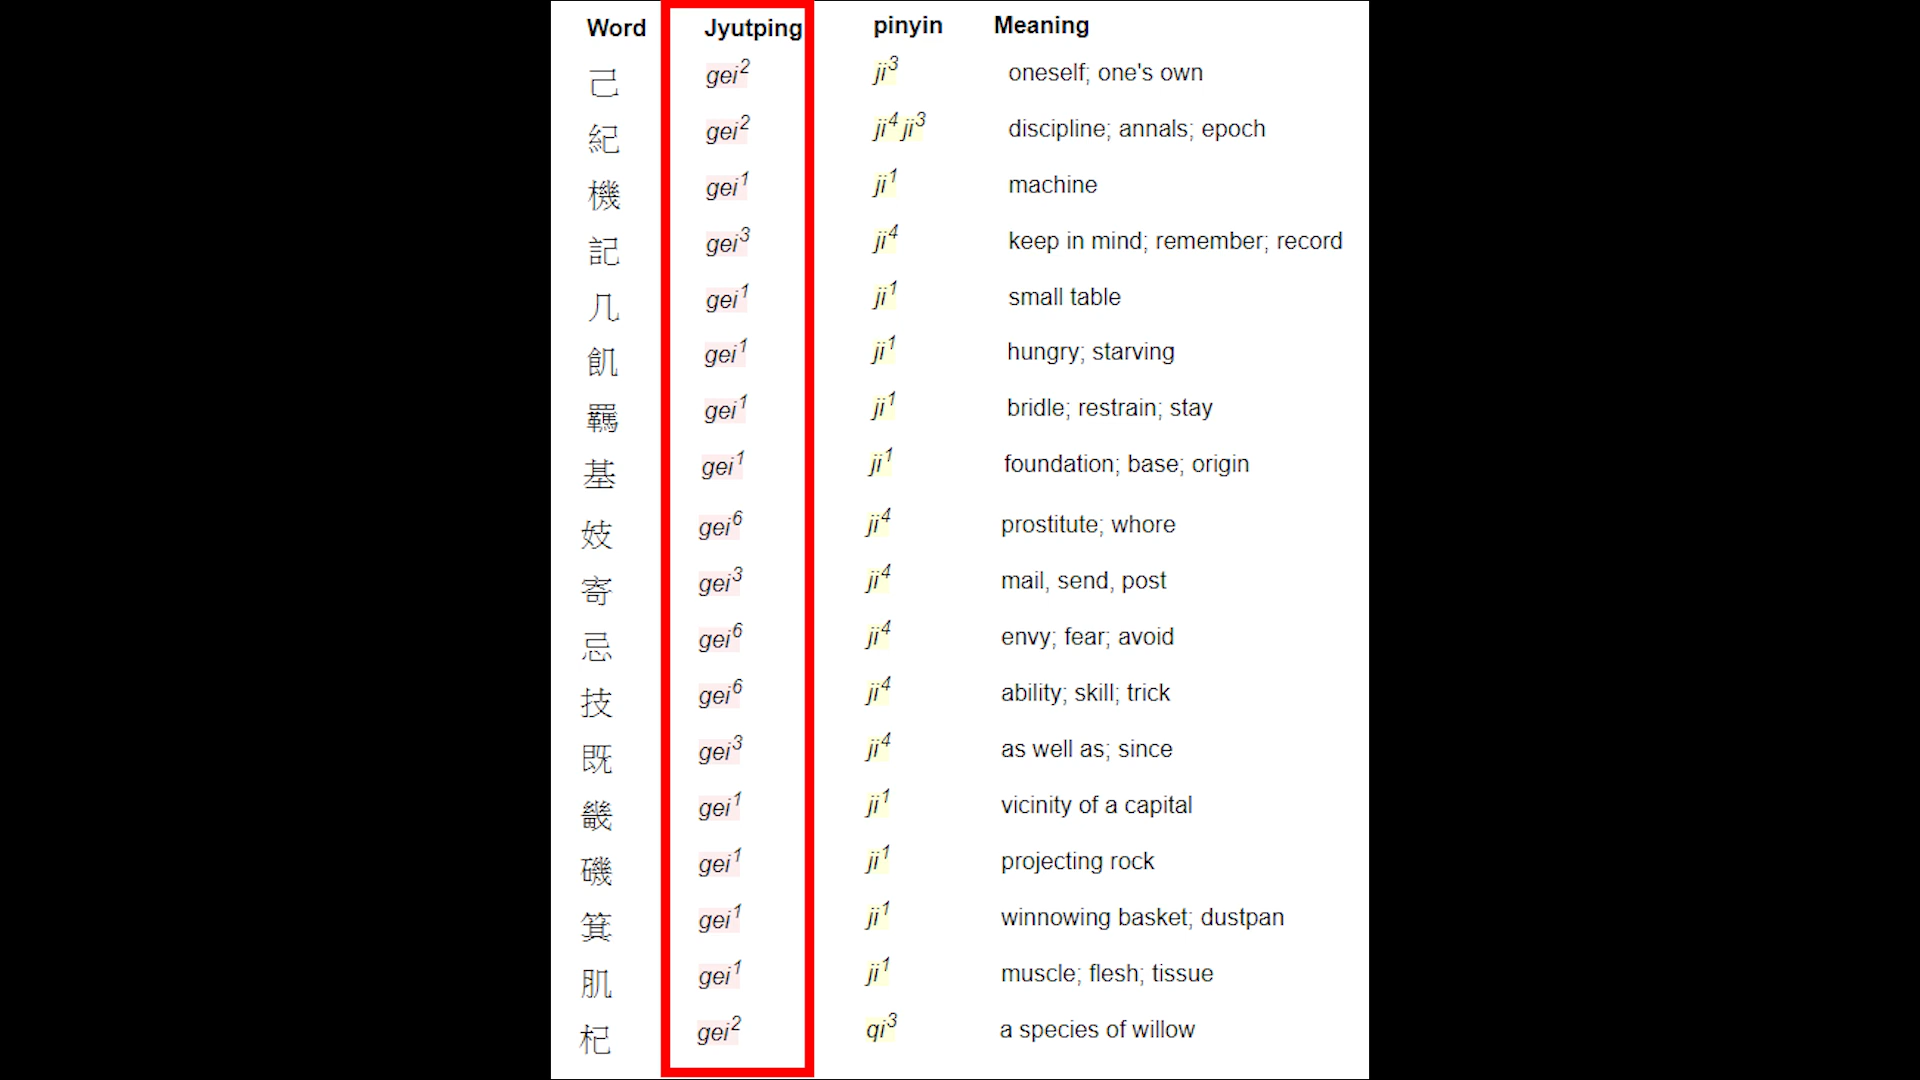 Word Jyutping pinyin Meaning
己 gei2 ji3 oneself; one's own
紀 gei2 ji4 ji3 discipline; annals; epoch
機 gei1 ji1 machine
記 gei3 ji4 keep in mind; remember; record
几 gei1 ji1 small table
飢 gei1 ji1 hungry; starving
羈 gei1 ji1 bridle; restrain; stay
基 gei1 ji1 foundation; base; origin
妓 gei6 ji4 prostitute; whore
寄 gei3 ji4 mail, send, post
忌 gei6 ji4 envy; fear; avoid
技 gei6 ji4 ability; skill; trick
既 gei3 ji4 as well as; since
畿 gei1 ji1 vicinity of a capital
磯 gei1 ji1 projecting rock
箕 gei1 ji1 winnowing basket; dustpan
肌 gei1 ji1 muscle; flesh; tissue
杞 gei2 qi3 a species of willow